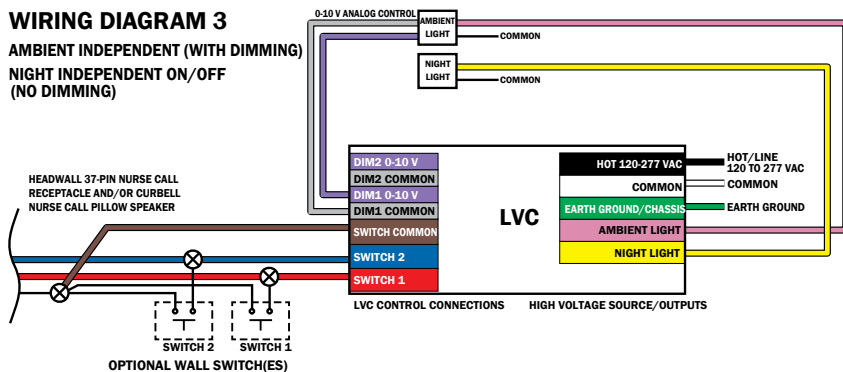 WIRING DIAGRAM 3
AMBIENT INDEPENDENT (WITH DIMMING)
NIGHT INDEPENDENT ON/OFF
(NO DIMMING)
0-10 V ANALOG CONTROL
AMBIENT
LIGHT
COMMON
NIGHT
LIGHT
COMMON
HEADWALL 37-PIN NURSE CALL
RECEPTACLE AND/OR CURBELL
NURSE CALL PILLOW SPEAKER
DIM2 0-10 V
DIM2 COMMON
DIM1 0-10 V
DIM1 COMMON
SWITCH COMMON
SWITCH 2
SWITCH 1
LVC
HOT 120-277 VAC
COMMON
EARTH GROUND/CHASSIS
AMBIENT LIGHT
NIGHT LIGHT
HOT/LINE
120 TO 277 VAC
COMMON
EARTH GROUND
LVC CONTROL CONNECTIONS
HIGH VOLTAGE SOURCE/OUTPUTS
SWITCH 2
SWITCH 1
OPTIONAL WALL SWITCH(ES)